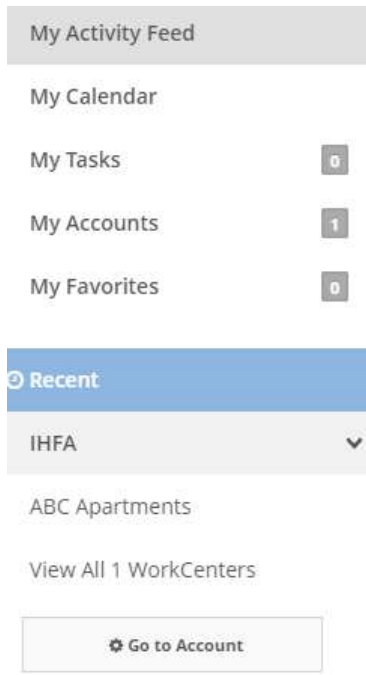 My Activity Feed
My Calendar
My Tasks 0
My Accounts 1
My Favorites 0
Recent
IHFA
ABC Apartments
View All 1 WorkCenters
Go to Account